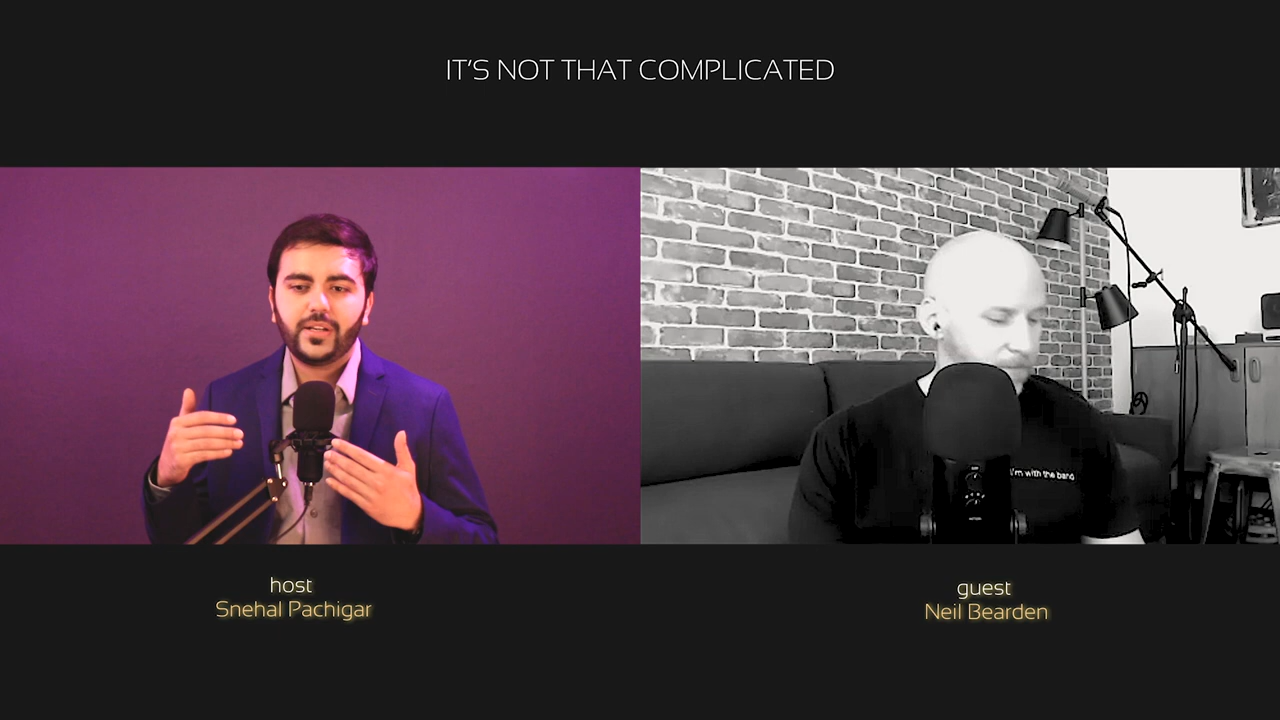 IT'S NOT THAT COMPLICATED
i'm with the band
host
Snehal Pachigar
guest
Neil Bearden